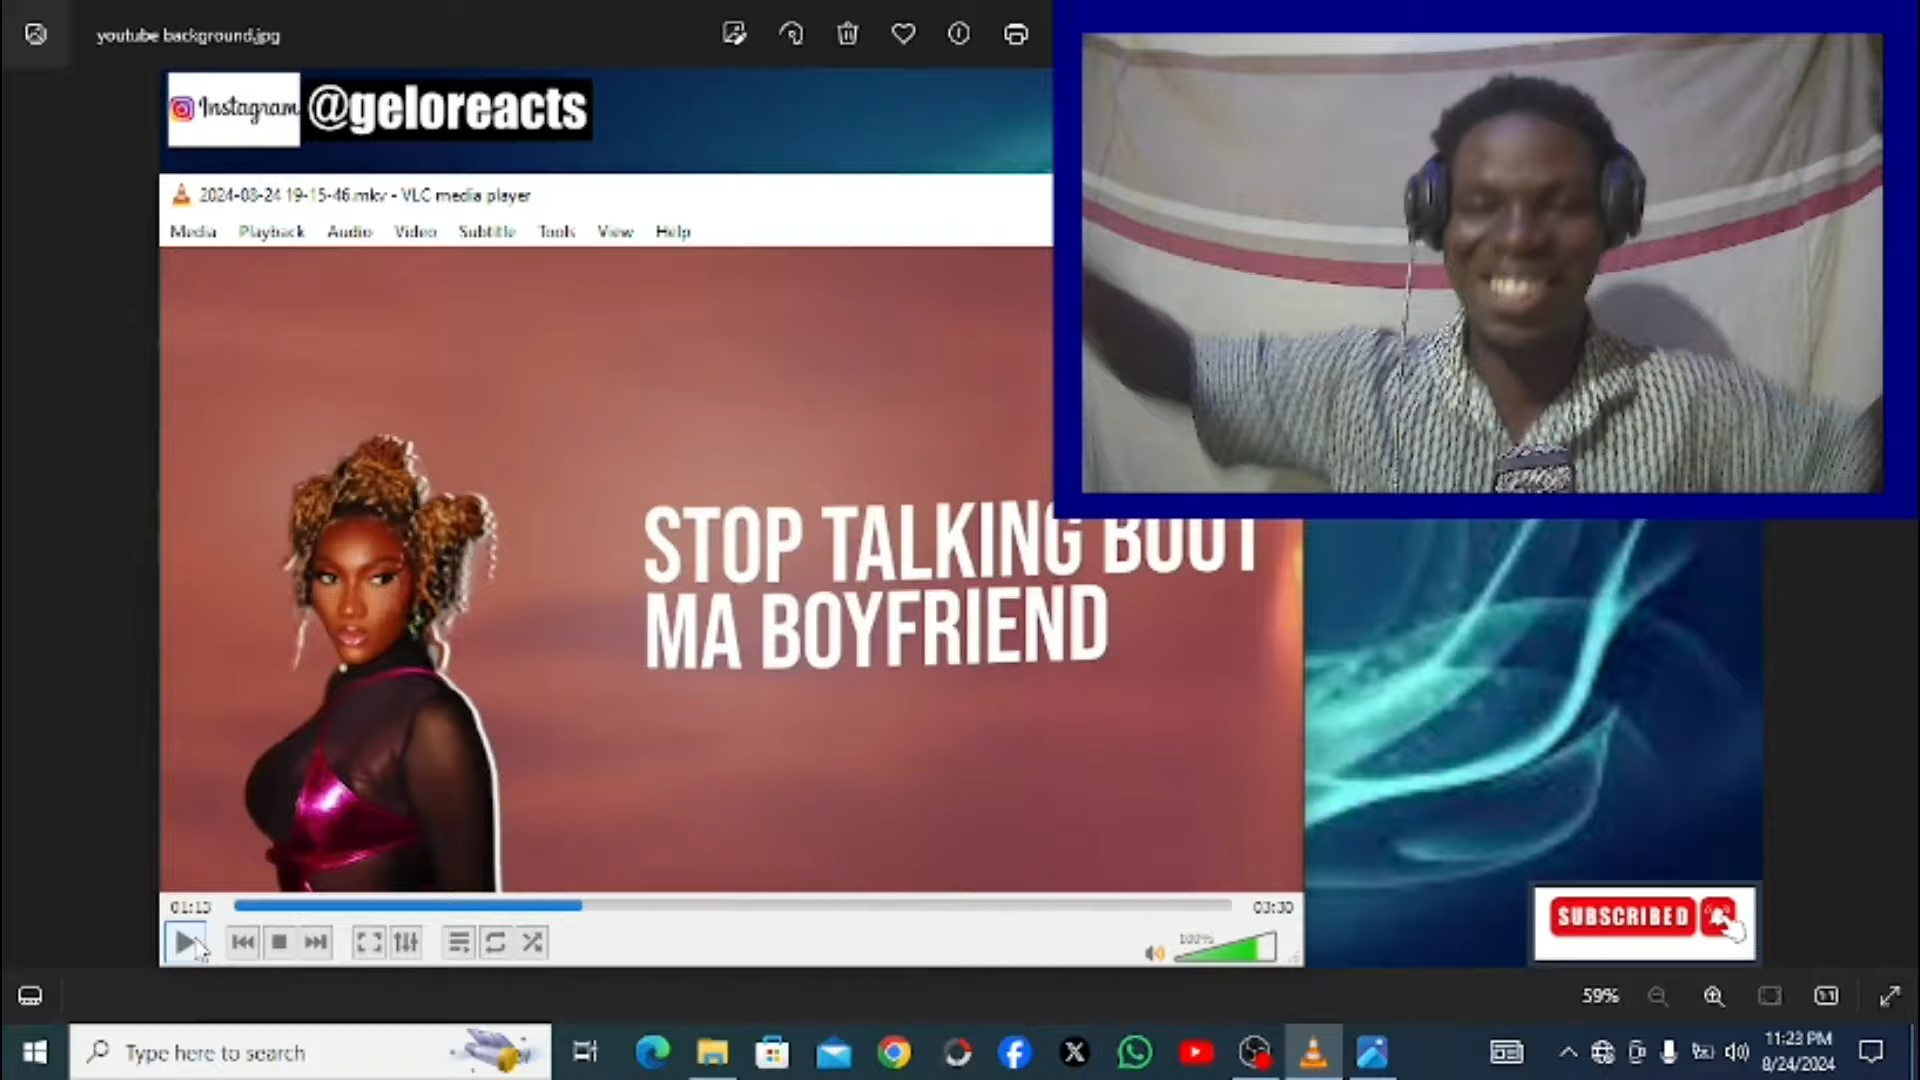 youtube background.jpg
Instagram @geloreacts
2024-08-24 19-15-46.mkv - VLC media player
Media Playback Audio Video Subtitle Tools View Help
STOP TALKING BOUT
MA BOYFRIEND
01:13
03:30
100%
SUBSCRIBED
59%
Type here to search
11:23 PM
8/24/2024